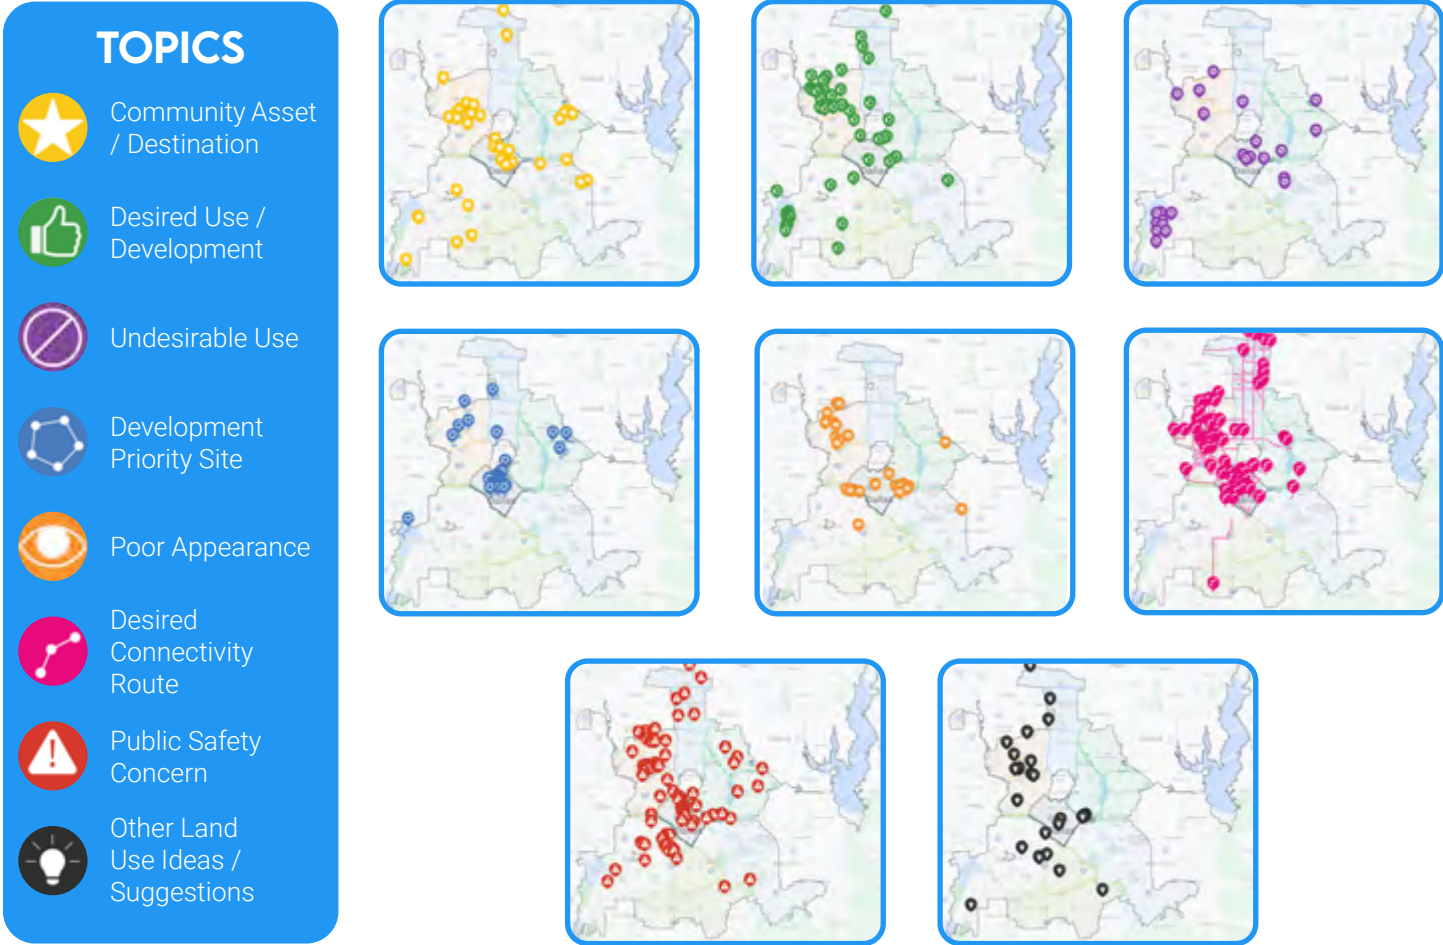 TOPICS
Community Asset
/ Destination
Desired Use /
Development
Undesirable Use
Development
Priority Site
Poor Appearance
Desired
Connectivity
Route
Public Safety
Concern
Other Land
Use Ideas /
Suggestions